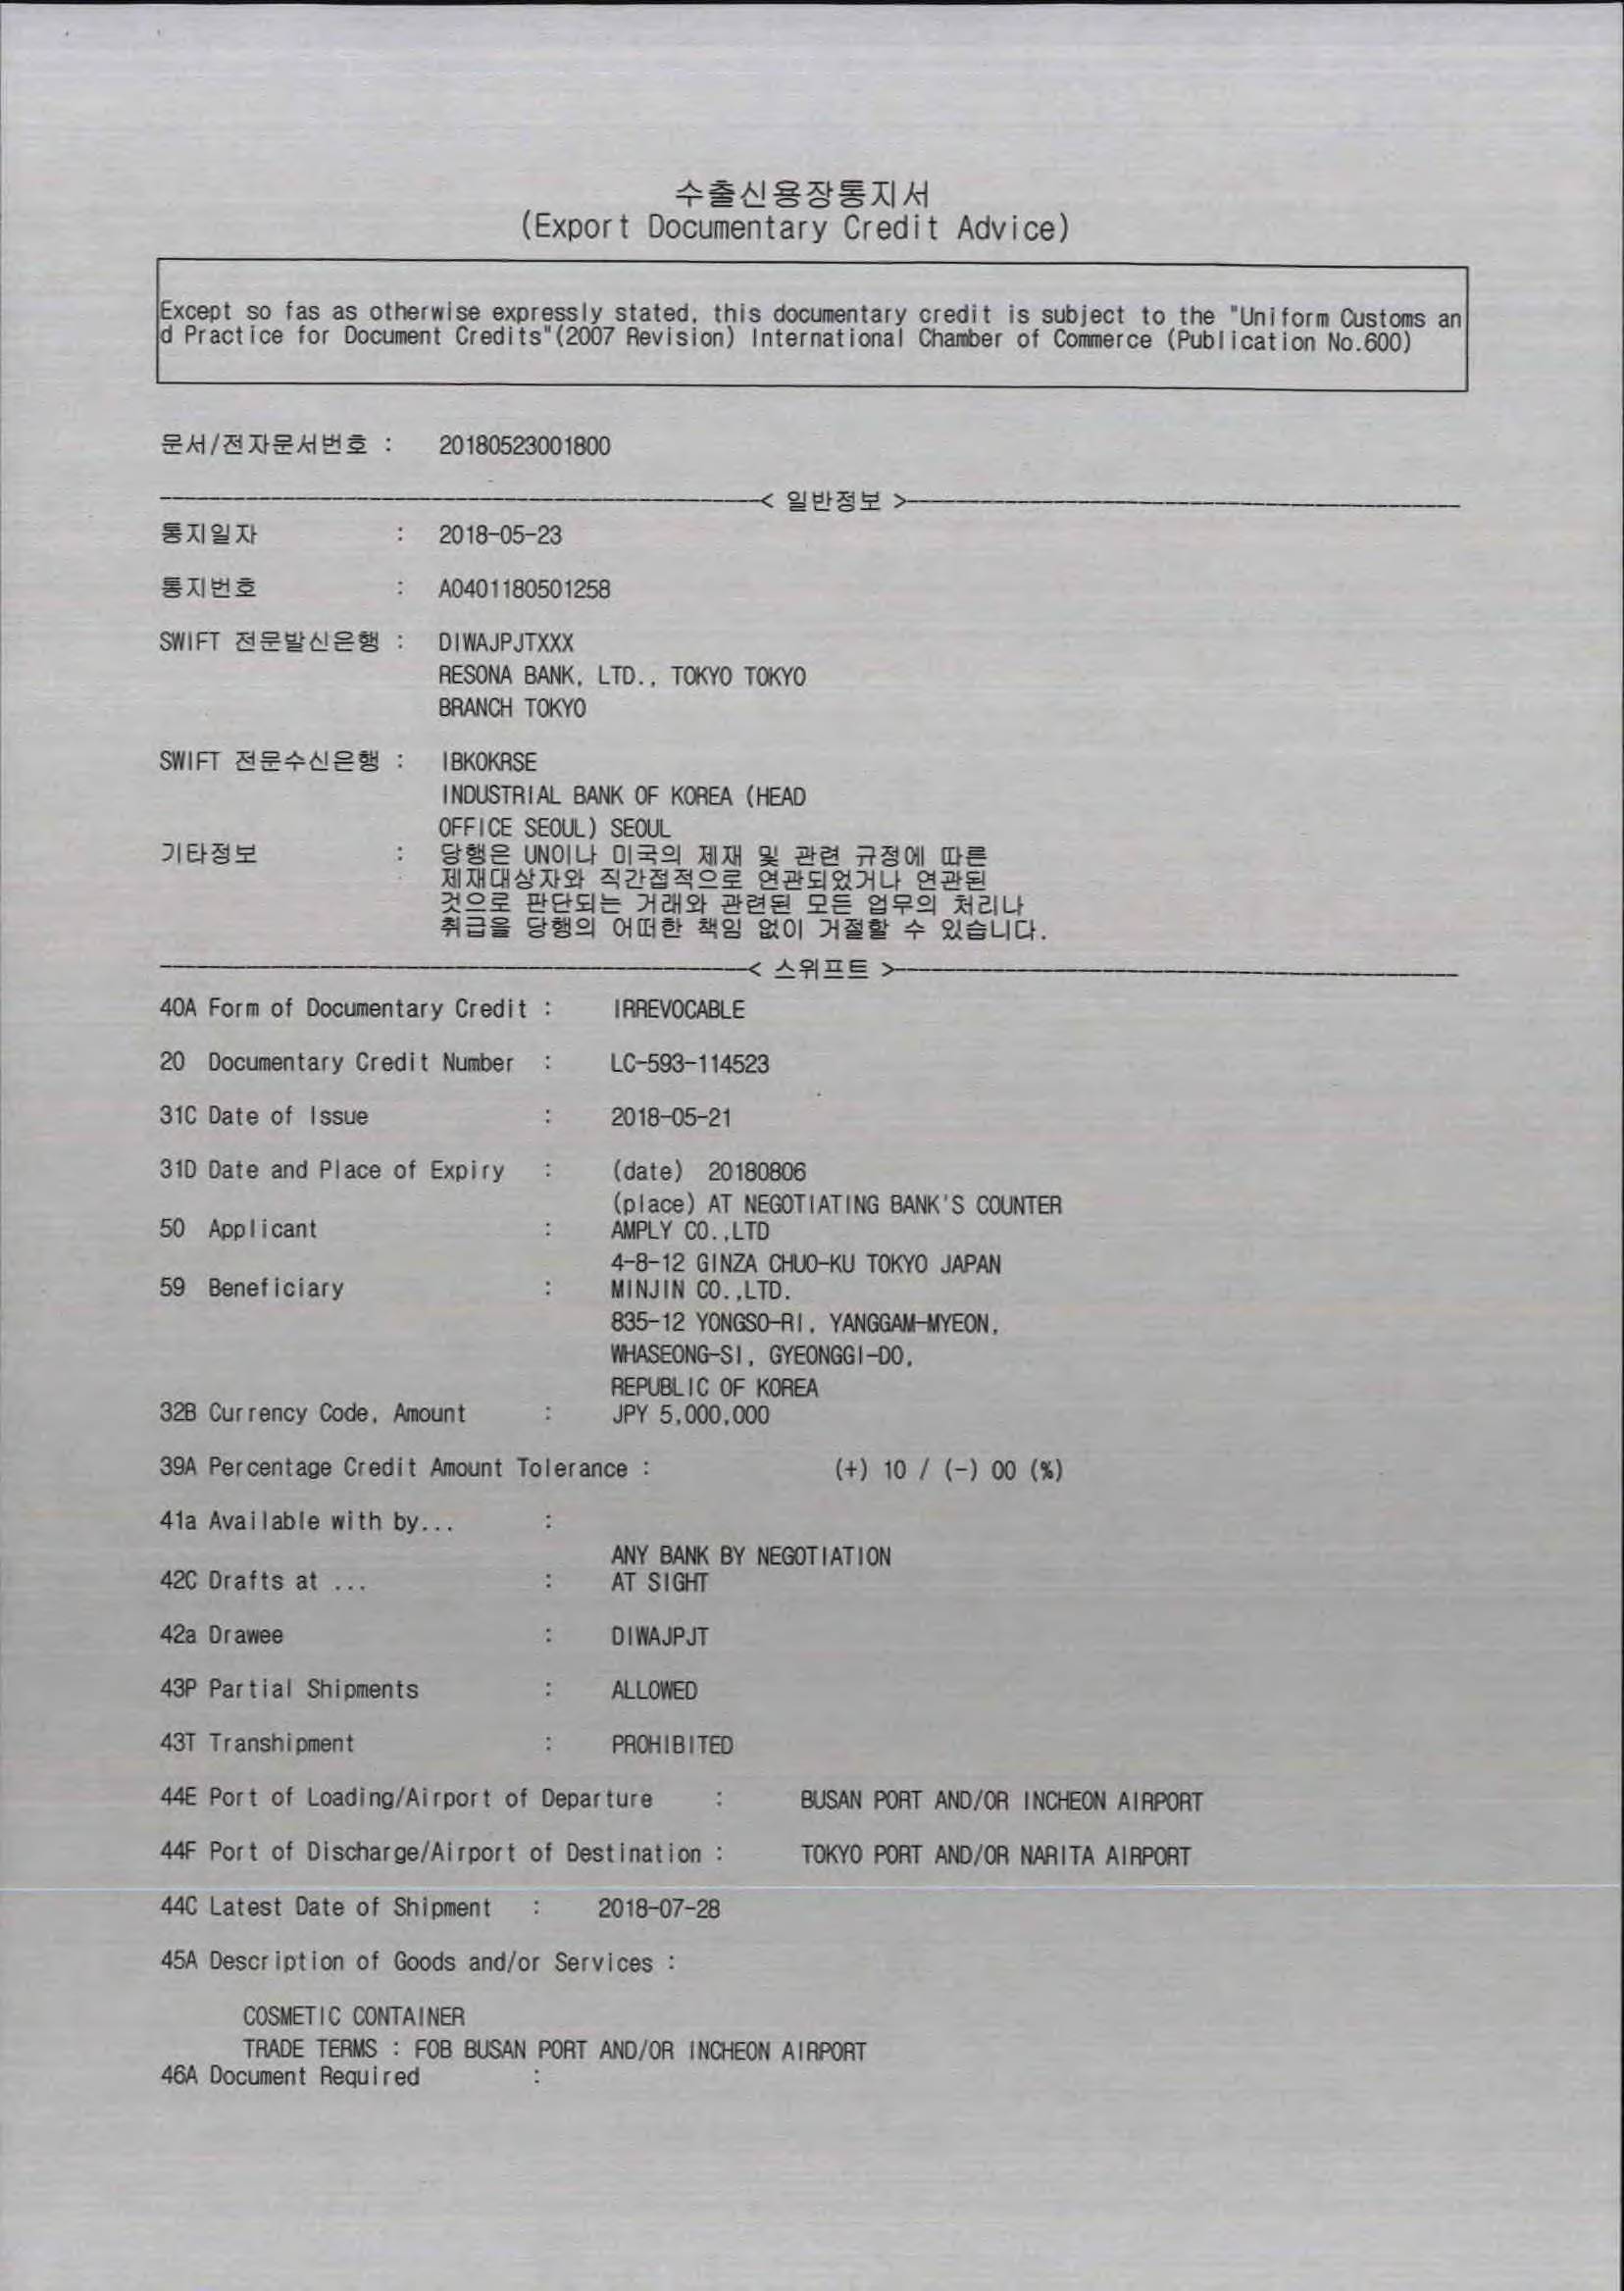 수출신용장통지서
(Export Documentary Credit Advice)
Except so fas as otherwise expressly stated, this documentary credit is subject to the "Uniform Customs an
d Practice for Document Credits"(2007 Revision) International Chamber of Commerce (Publication No.600)
문서/전자문서번호 : 20180523001800
< 일반정보 >
통지일자 : 2018-05-23
통지번호 : A0401180501258
SWIFT 전문발신은행 : DIWAJPJTXXX
RESONA BANK, LTD., TOKYO TOKYO
BRANCH TOKYO
SWIFT 전문수신은행 : IBKOKRSE
INDUSTRIAL BANK OF KOREA (HEAD
OFFICE SEOUL) SEOUL
기타정보 : 당행은 UN이나 미국의 제재 및 관련 규정에 따른
제재대상자와 직간접적으로 연관되었거나 연관된
것으로 판단되는 거래와 관련된 모든 업무의 처리나
취급을 당행의 어떠한 책임 없이 거절할 수 있습니다.
< 스위프트 >
40A Form of Documentary Credit : IRREVOCABLE
20 Documentary Credit Number : LC-593-114523
31C Date of Issue : 2018-05-21
31D Date and Place of Expiry : (date) 20180806
(place) AT NEGOTIATING BANK'S COUNTER
50 Applicant : AMPLY CO.,LTD
4-8-12 GINZA CHUO-KU TOKYO JAPAN
59 Beneficiary : MINJIN CO.,LTD.
835-12 YONGSO-RI, YANGGAM-MYEON,
WHASEONG-SI, GYEONGGI-DO,
REPUBLIC OF KOREA
32B Currency Code, Amount : JPY 5,000,000
39A Percentage Credit Amount Tolerance : (+) 10 / (-) 00 (%)
41a Available with by... :
ANY BANK BY NEGOTIATION
42C Drafts at ... : AT SIGHT
42a Drawee : DIWAJPJT
43P Partial Shipments : ALLOWED
43T Transhipment : PROHIBITED
44E Port of Loading/Airport of Departure : BUSAN PORT AND/OR INCHEON AIRPORT
44F Port of Discharge/Airport of Destination : TOKYO PORT AND/OR NARITA AIRPORT
44C Latest Date of Shipment : 2018-07-28
45A Description of Goods and/or Services :
COSMETIC CONTAINER
TRADE TERMS : FOB BUSAN PORT AND/OR INCHEON AIRPORT
46A Document Required :